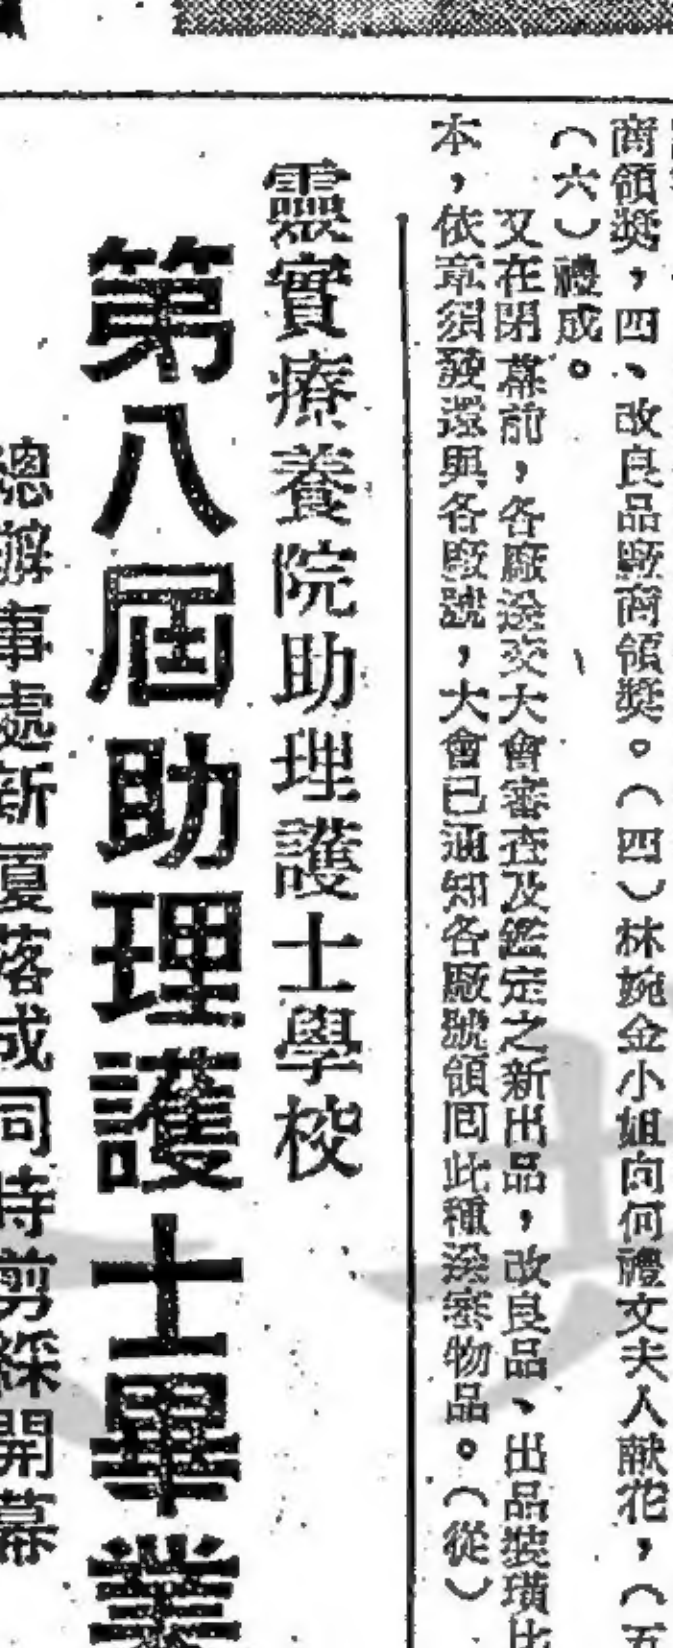 商領獎，四、改良品廠商領獎。（四）林婉金小姐向何禮文夫人献花，（五
（六）禮成。
又在閉幕前，各廠送交大會審查及鑑定之新出品，改良品、出品裝璜比
本，依章須發還與各廠號，大會已通知各廠號領回此種送審物品。（從）
靈實療養院助理護士學校
第八屆助理護士畢業
總辦事處新廈落成同時剪綵開幕